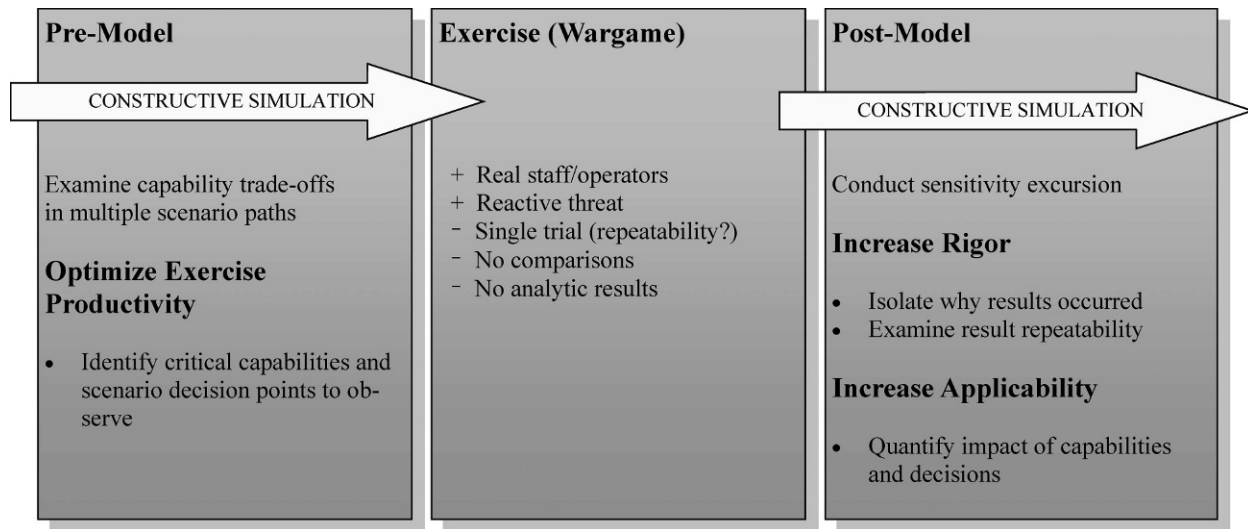 Pre-Model
CONSTRUCTIVE SIMULATION
Examine capability trade-offs
in multiple scenario paths
Optimize Exercise
Productivity
• Identify critical capabilities and
scenario decision points to ob-
serve
Exercise (Wargame)
+ Real staff/operators
+ Reactive threat
- Single trial (repeatability?)
- No comparisons
- No analytic results
Post-Model
CONSTRUCTIVE SIMULATION
Conduct sensitivity excursion
Increase Rigor
• Isolate why results occurred
• Examine result repeatability
Increase Applicability
• Quantify impact of capabilities
and decisions